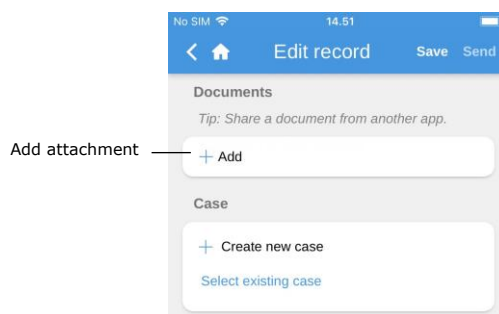 No SIM 14.51
Edit record Save Send
Documents
Tip: Share a document from another app.
Add attachment
+ Add
Case
+ Create new case
Select existing case